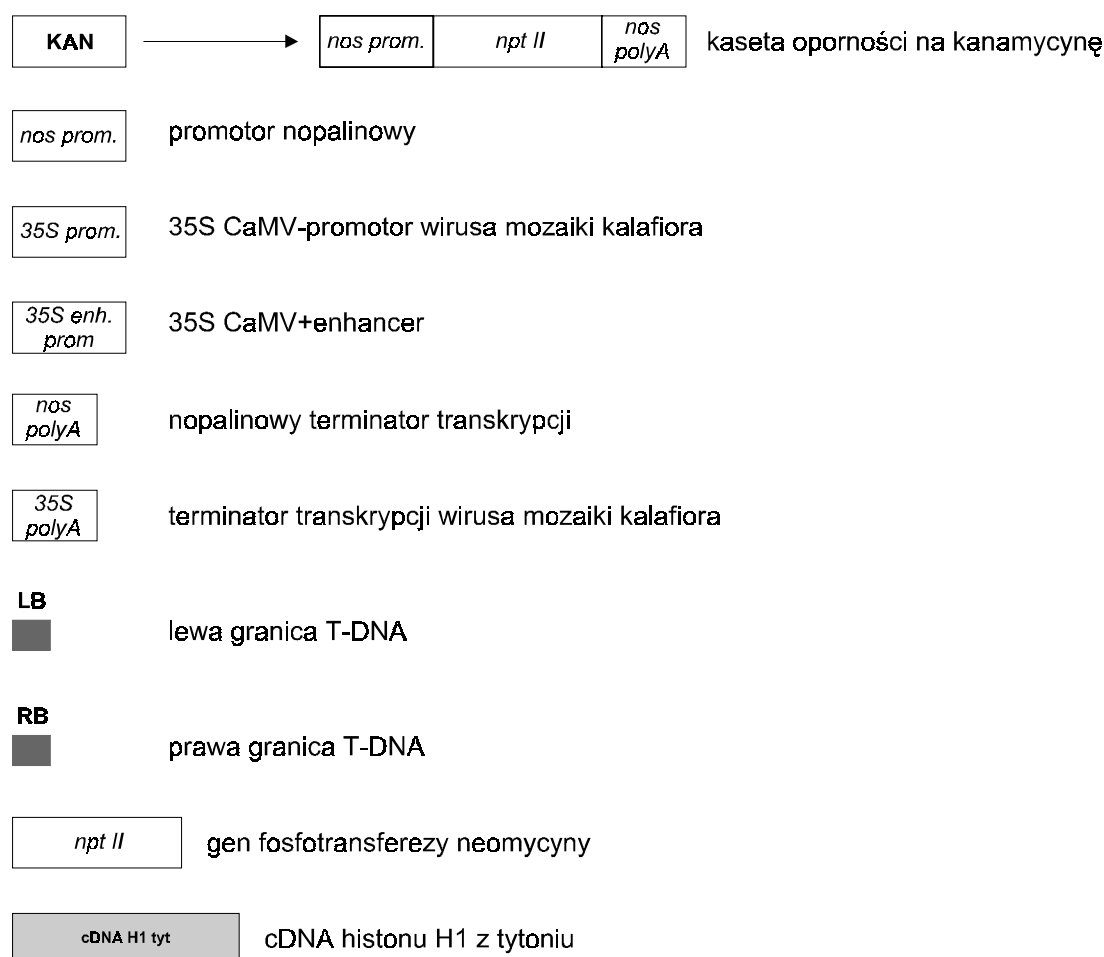 KAN nos prom. npt II nos polyA kaseta oporności na kanamycynę
nos prom. promotor nopalinowy
35S prom. 35S CaMV-promotor wirusa mozaiki kalafiora
35S enh. prom 35S CaMV+enhancer
nos polyA nopalinowy terminator transkrypcji
35S polyA terminator transkrypcji wirusa mozaiki kalafiora
LB
lewa granica T-DNA
RB
prawa granica T-DNA
npt II gen fosfotransferezy neomycyny
cDNA H1 tyt cDNA histonu H1 z tytoniu